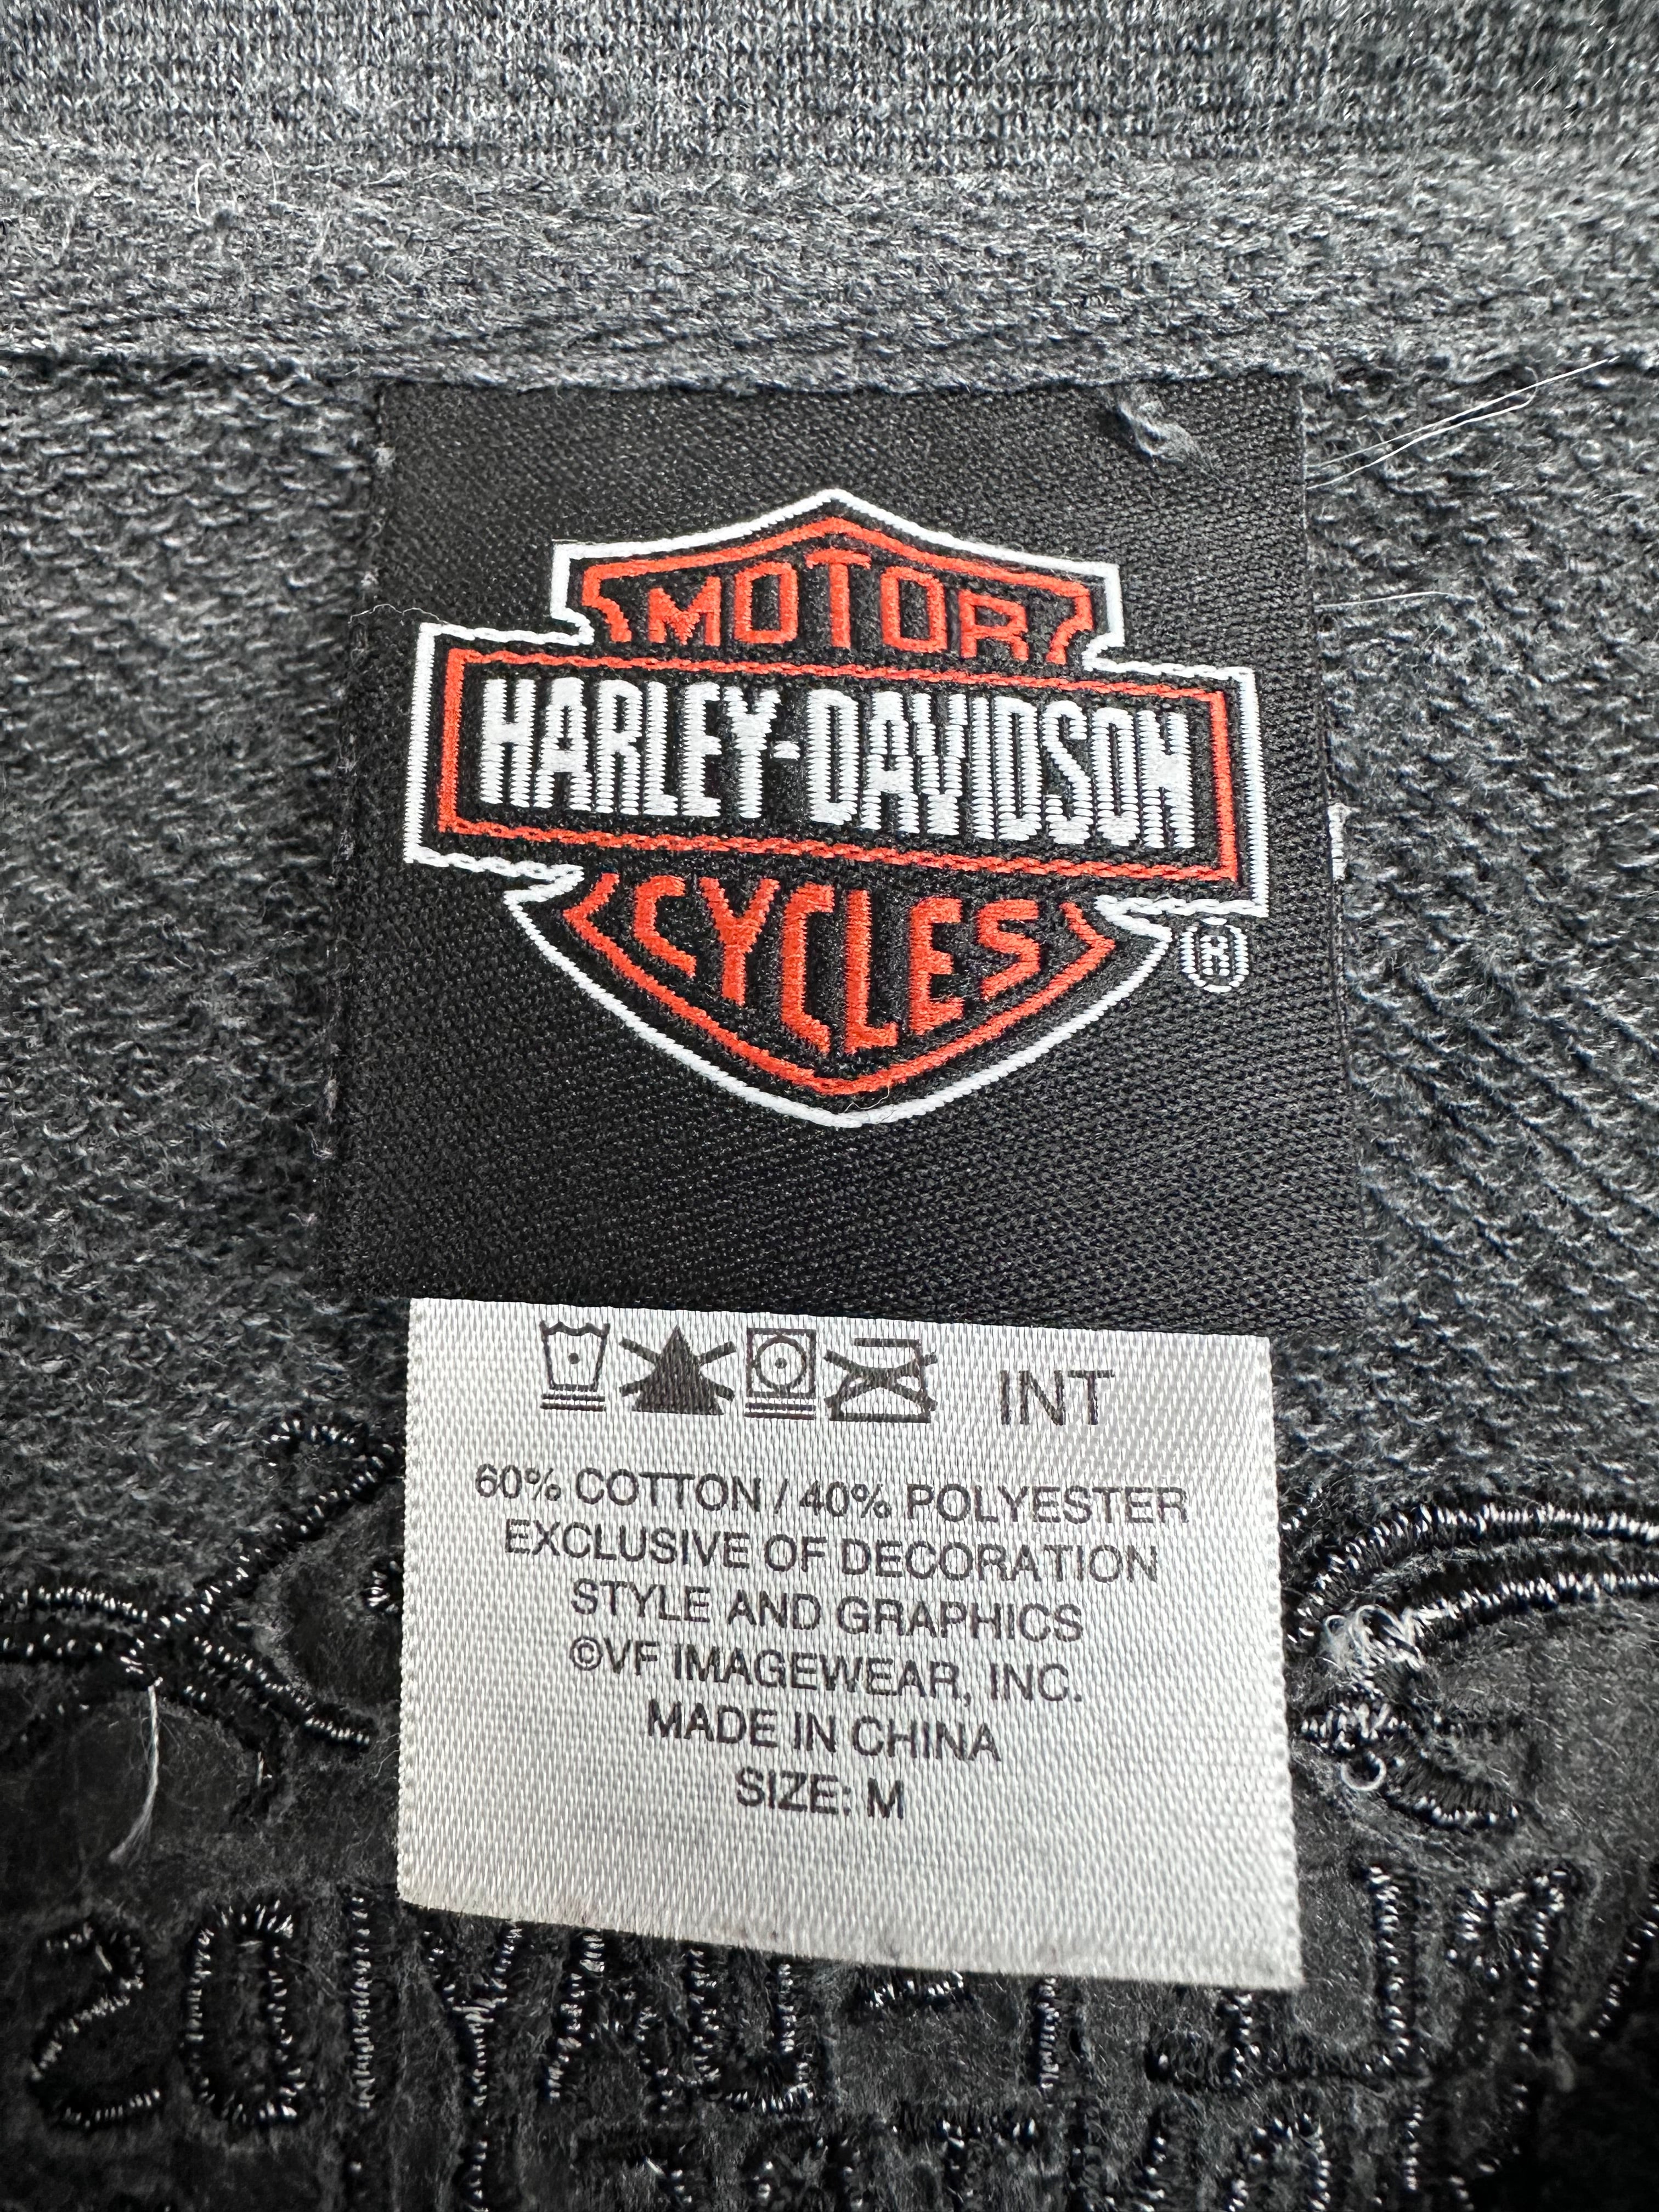 MOTOR
HARLEY-DAVIDSON
CYCLES
®
INT
60% COTTON / 40% POLYESTER
EXCLUSIVE OF DECORATION
STYLE AND GRAPHICS
©VF IMAGEWEAR, INC.
MADE IN CHINA
SIZE: M